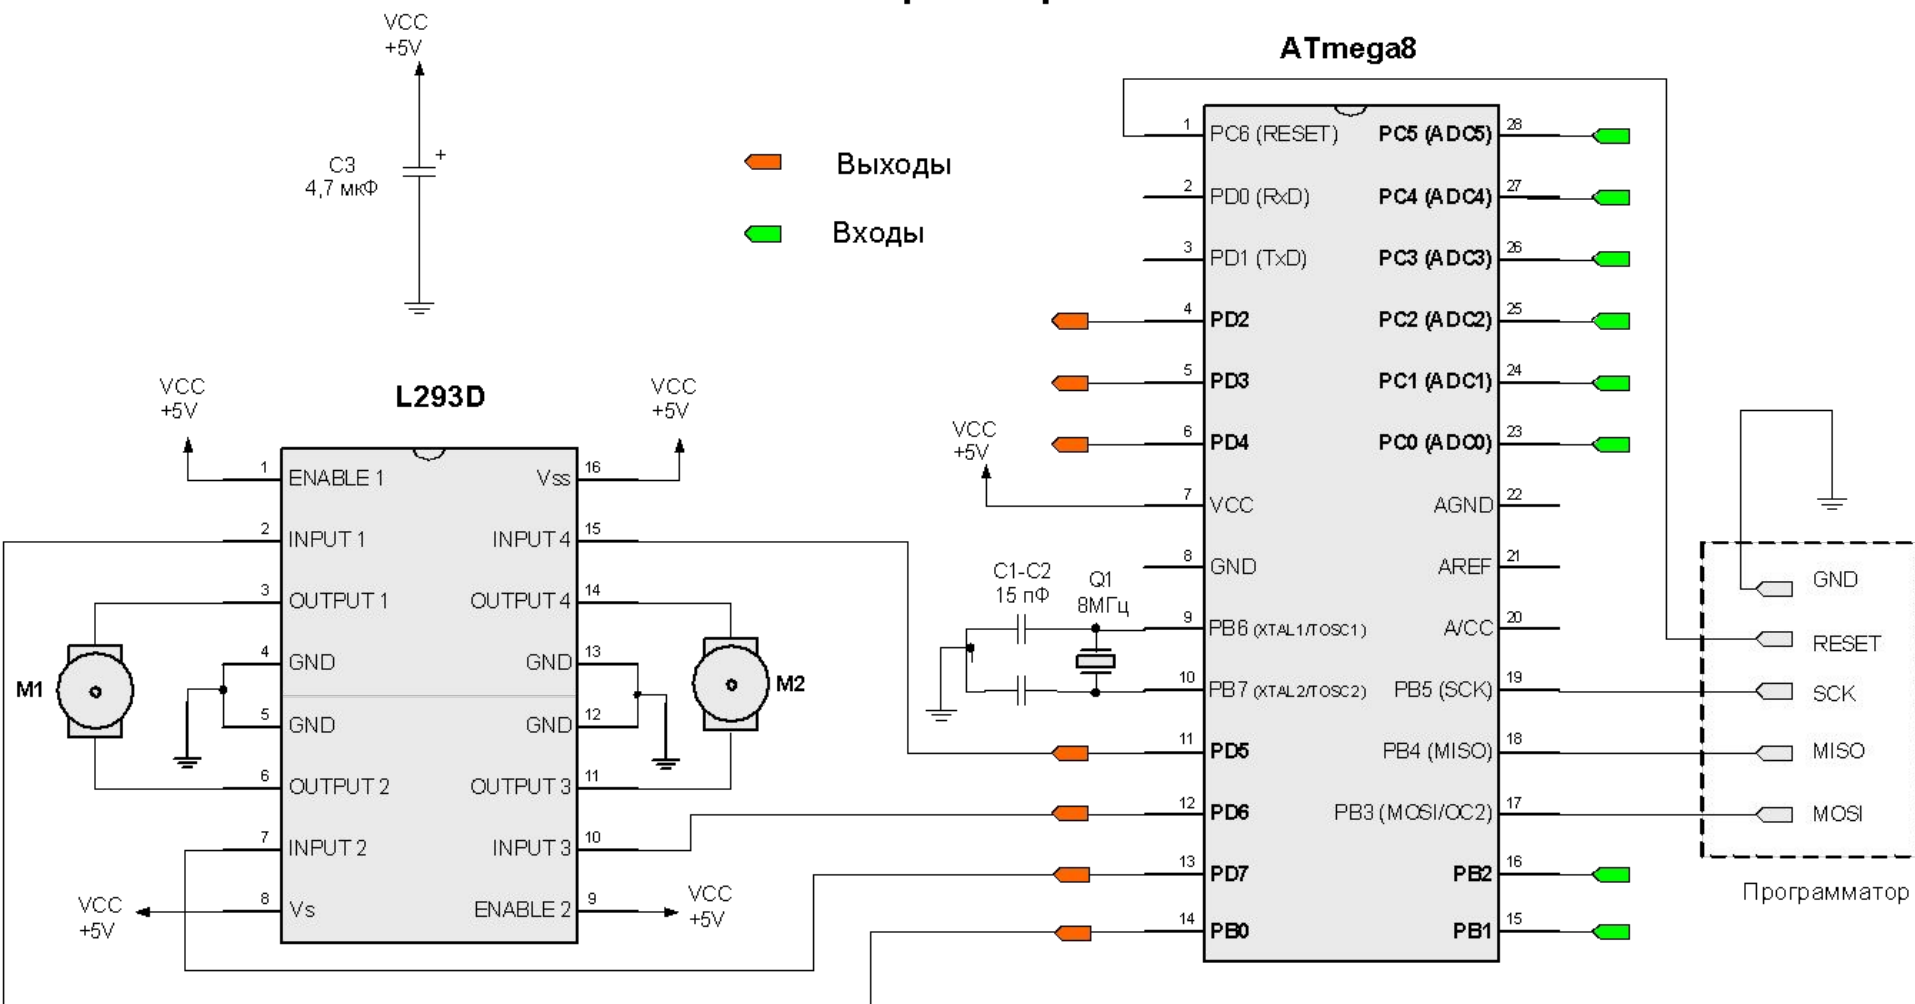 VCC
+5V
C3
4,7 мкФ
+
Выходы
Входы
ATmega8
1 PC6 (RESET) PC5 (ADC5) 28
2 PD0 (RxD) PC4 (ADC4) 27
3 PD1 (TxD) PC3 (ADC3) 26
4 PD2 PC2 (ADC2) 25
5 PD3 PC1 (ADC1) 24
6 PD4 PC0 (ADC0) 23
VCC
+5V
7 VCC AGND 22
8 GND AREF 21
9 PB6 (XTAL1/TOSC1) A/CC 20
10 PB7 (XTAL2/TOSC2) PB5 (SCK) 19
11 PD5 PB4 (MISO) 18
12 PD6 PB3 (MOSI/OC2) 17
13 PD7 PB2 16
14 PB0 PB1 15
C1-C2
15 пФ
Q1
8МГц
L293D
VCC
+5V
VCC
+5V
1 ENABLE 1 Vss 16
2 INPUT 1 INPUT 4 15
3 OUTPUT 1 OUTPUT 4 14
4 GND GND 13
5 GND GND 12
6 OUTPUT 2 OUTPUT 3 11
7 INPUT 2 INPUT 3 10
8 Vs ENABLE 2 9
M1
M2
VCC
+5V
VCC
+5V
GND
RESET
SCK
MISO
MOSI
Программатор